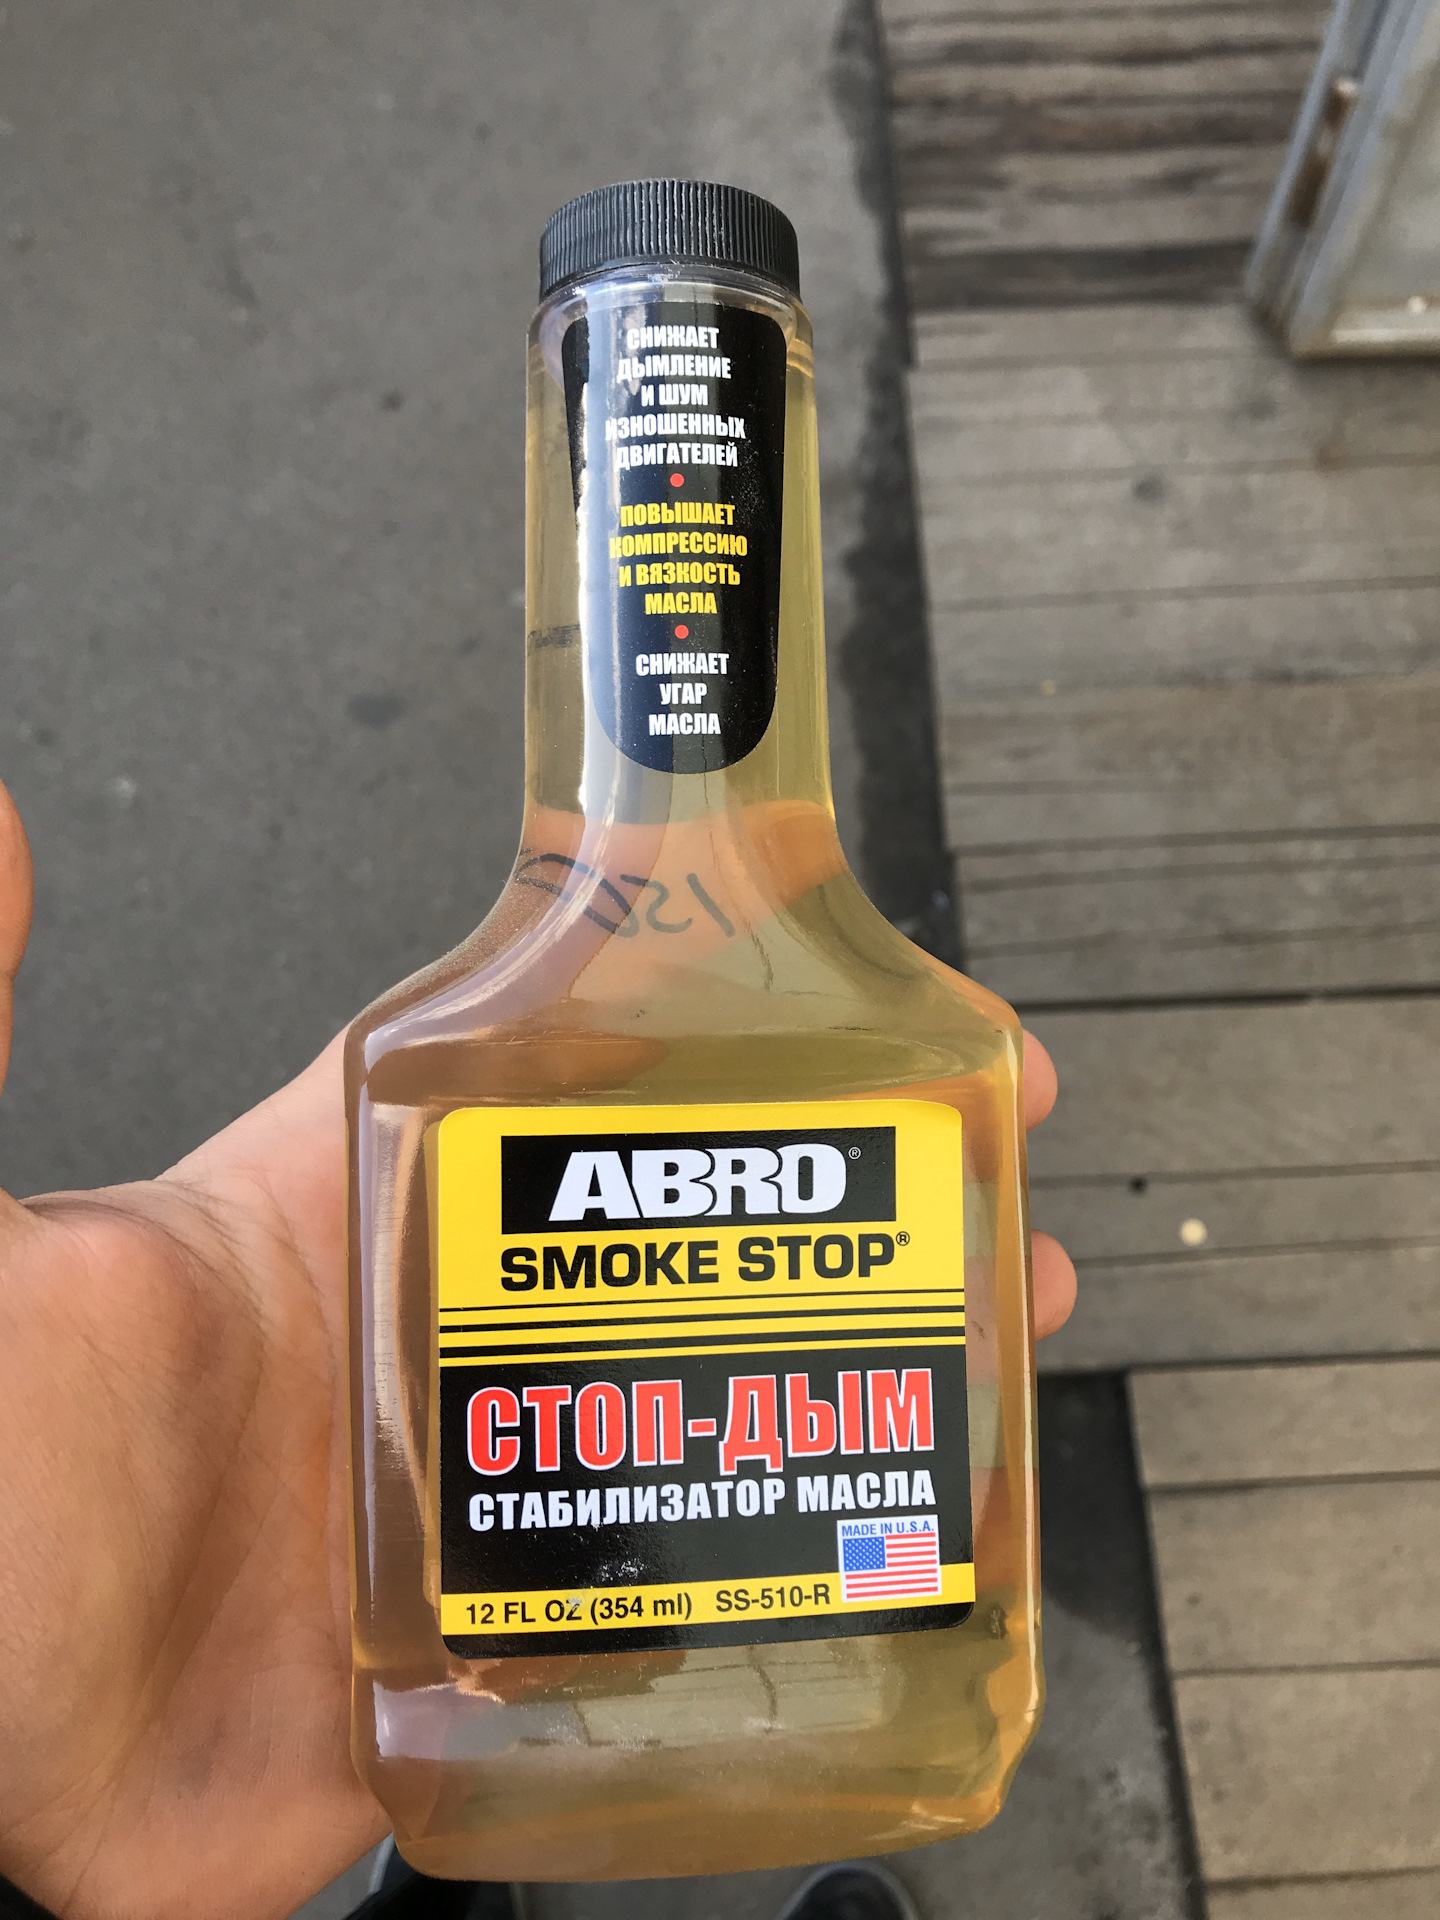 СНИЖАЕТ
ДЫМЛЕНИЕ
И ШУМ
ИЗНОШЕННЫХ
ДВИГАТЕЛЕЙ
ПОВЫШАЕТ
КОМПРЕССИЮ
И ВЯЗКОСТЬ
МАСЛА
СНИЖАЕТ
УГАР
МАСЛА
ABRO®
SMOKE STOP®
СТОП-ДЫМ
СТАБИЛИЗАТОР МАСЛА
MADE IN U.S.A.
12 FL OZ (354 ml) SS-510-R